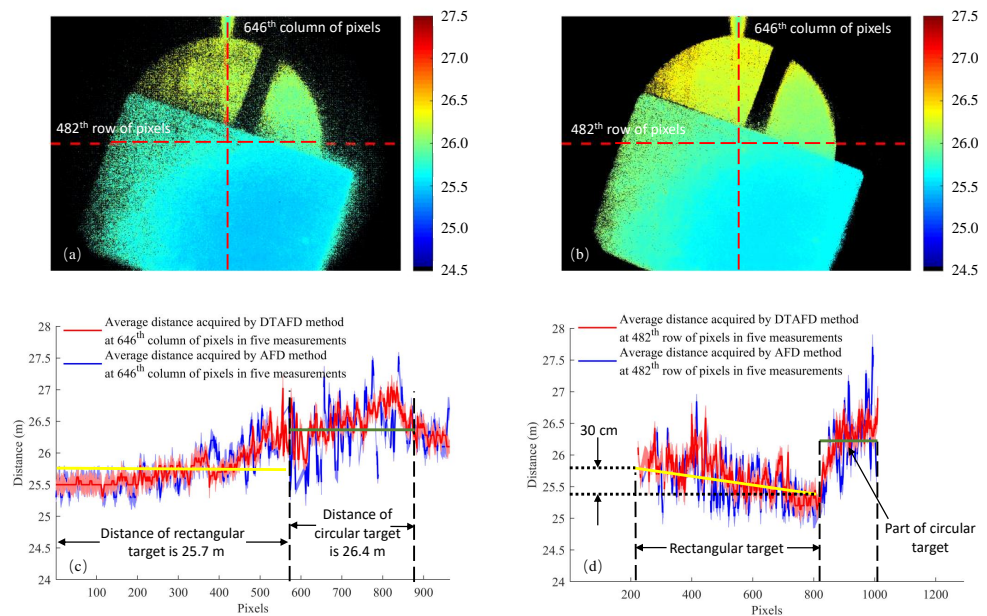 646th column of pixels
482th row of pixels
(a)
27.5
27.0
26.5
26.0
25.5
25.0
24.5
646th column of pixels
482th row of pixels
(b)
27.5
27.0
26.5
26.0
25.5
25.0
24.5
Average distance acquired by DTAFD method
at 646th column of pixels in five measurements
Average distance acquired by AFD method
at 646th column of pixels in five measurements
28
27.5
27
26.5
26
25.5
25
24.5
24
Distance (m)
Distance of rectangular
target is 25.7 m
Distance of
circular target
is 26.4 m
(c)
100 200 300 400 500 600 700 800 900
Pixels
Average distance acquired by DTAFD method
at 482th row of pixels in five measurements
Average distance acquired by AFD method
at 482th row of pixels in five measurements
28
27.5
27
26.5
26
25.5
25
24.5
24
Distance (m)
30 cm
Rectangular target
Part of circular
target
(d)
200 400 600 800 1000 1200
Pixels